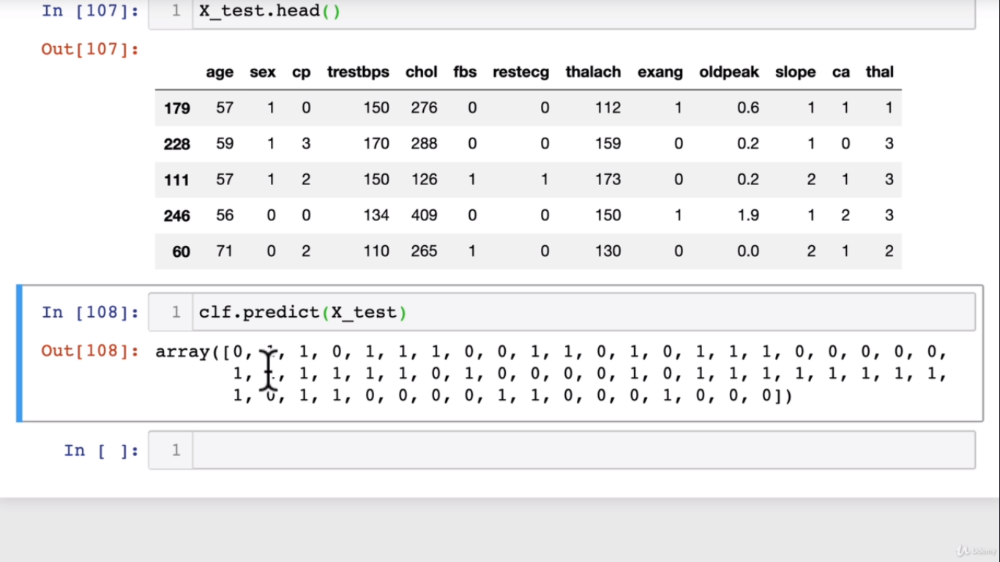 In [107]: 1 X_test.head()
Out[107]:
age sex cp trestbps chol fbs restecg thalach exang oldpeak slope ca thal
179 57 1 0 150 276 0 0 112 1 0.6 1 1 1
228 59 1 3 170 288 0 0 159 0 0.2 1 0 3
111 57 1 2 150 126 1 1 173 0 0.2 2 1 3
246 56 0 0 134 409 0 0 150 1 1.9 1 2 3
60 71 0 2 110 265 1 0 130 0 0.0 2 1 2
In [108]: 1 clf.predict(X_test)
Out[108]: array([0, , 1, 0, 1, 1, 1, 0, 0, 1, 1, 0, 1, 0, 1, 1, 1, 0, 0, 0, 0, 0,
1, , 1, 1, 1, 1, 0, 1, 0, 0, 0, 0, 1, 0, 1, 1, 1, 1, 1, 1, 1, 1,
1, 0, 1, 1, 0, 0, 0, 0, 1, 1, 0, 0, 0, 1, 0, 0, 0])
In [ ]: 1
Udemy